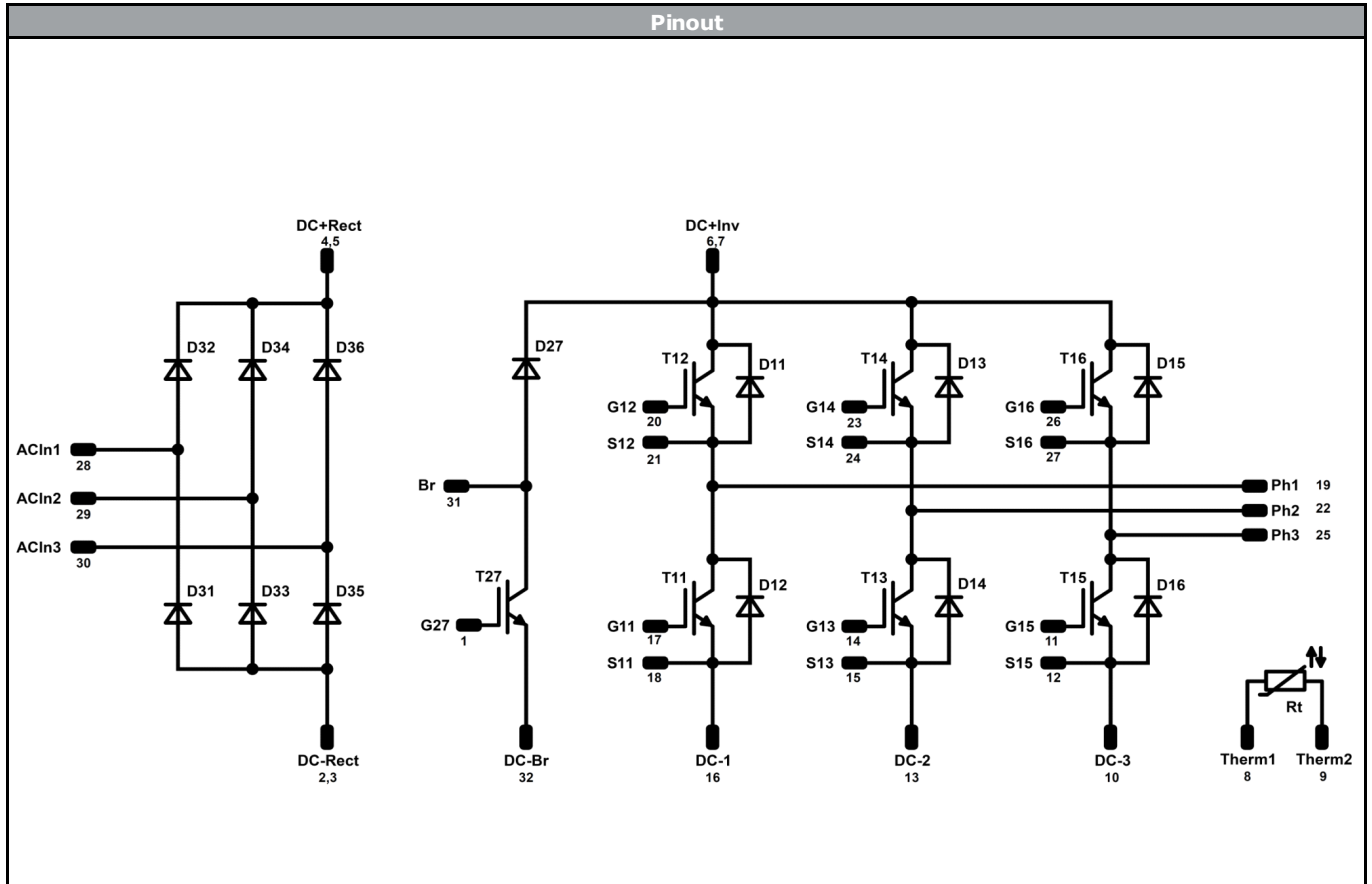 Pinout
DC+Rect
4,5
DC+Inv
6,7
D32
D34
D36
D27
T12
D11
T14
D13
T16
D15
G12
20
G14
23
G16
26
S12
21
S14
24
S16
27
ACIn1
28
ACIn2
29
ACIn3
30
Br
31
Ph1 19
Ph2 22
Ph3 25
D31
D33
D35
T27
T11
D12
T13
D14
T15
D16
G27
1
G11
17
G13
14
G15
11
S11
18
S13
15
S15
12
Rt
DC-Rect
2,3
DC-Br
32
DC-1
16
DC-2
13
DC-3
10
Therm1
8
Therm2
9